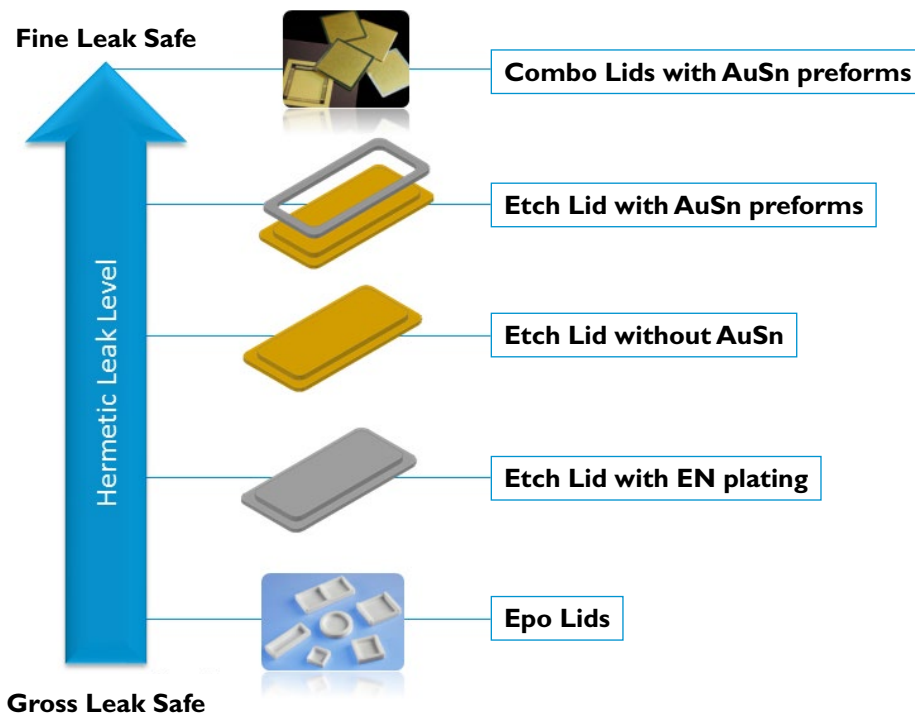 Fine Leak Safe
Combo Lids with AuSn preforms
Etch Lid with AuSn preforms
Hermetic Leak Level
Etch Lid without AuSn
Etch Lid with EN plating
Epo Lids
Gross Leak Safe